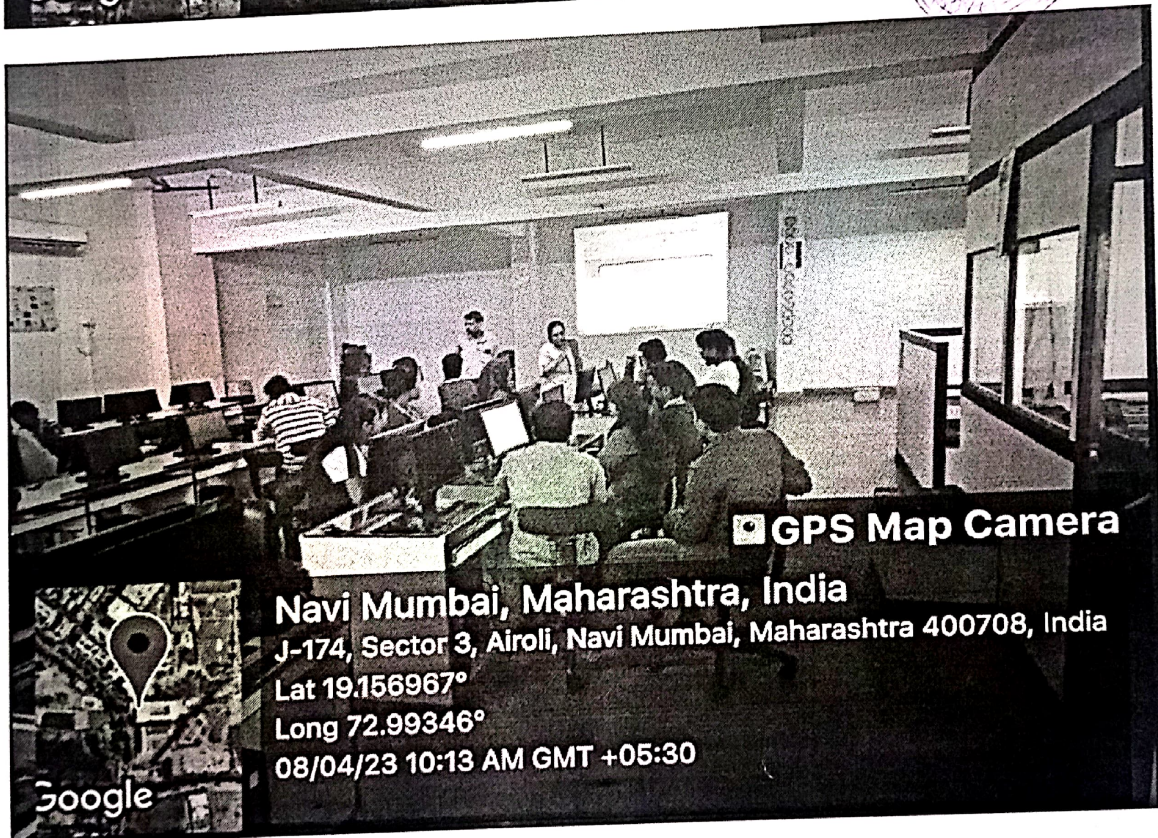 GPS Map Camera
Navi Mumbai, Maharashtra, India
J-174, Sector 3, Airoli, Navi Mumbai, Maharashtra 400708, India
Lat 19.156967°
Long 72.99346°
08/04/23 10:13 AM GMT +05:30
Google